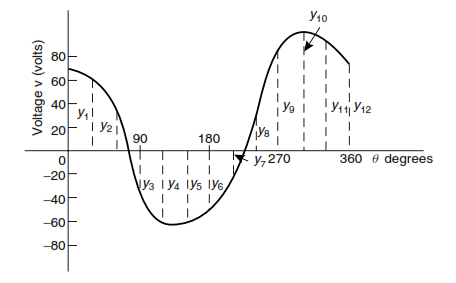 y10
Voltage v (volts)
80
60
40
20
0
−20
−40
−60
−80
90
180
270
360 θ degrees
y1
y2
y3
y4
y5
y6
y7
y8
y9
y11
y12